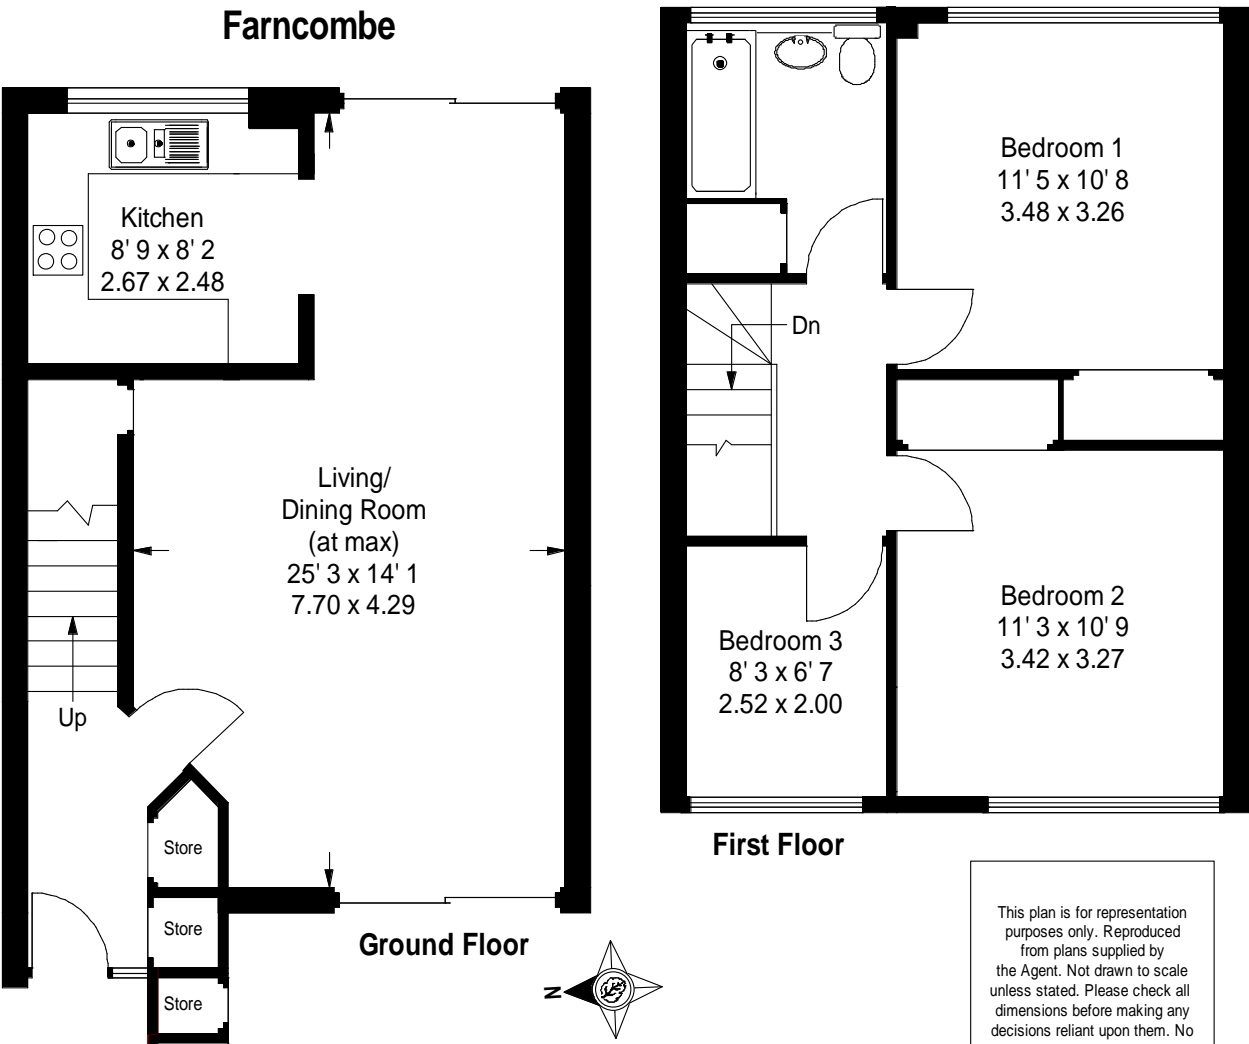 Farncombe
Kitchen
8' 9 x 8' 2
2.67 x 2.48
Living/
Dining Room
(at max)
25' 3 x 14' 1
7.70 x 4.29
Up
Store
Store
Store
Ground Floor
N
Bedroom 1
11' 5 x 10' 8
3.48 x 3.26
Dn
Bedroom 2
11' 3 x 10' 9
3.42 x 3.27
Bedroom 3
8' 3 x 6' 7
2.52 x 2.00
First Floor
This plan is for representation
purposes only. Reproduced
from plans supplied by
the Agent. Not drawn to scale
unless stated. Please check all
dimensions before making any
decisions reliant upon them. No